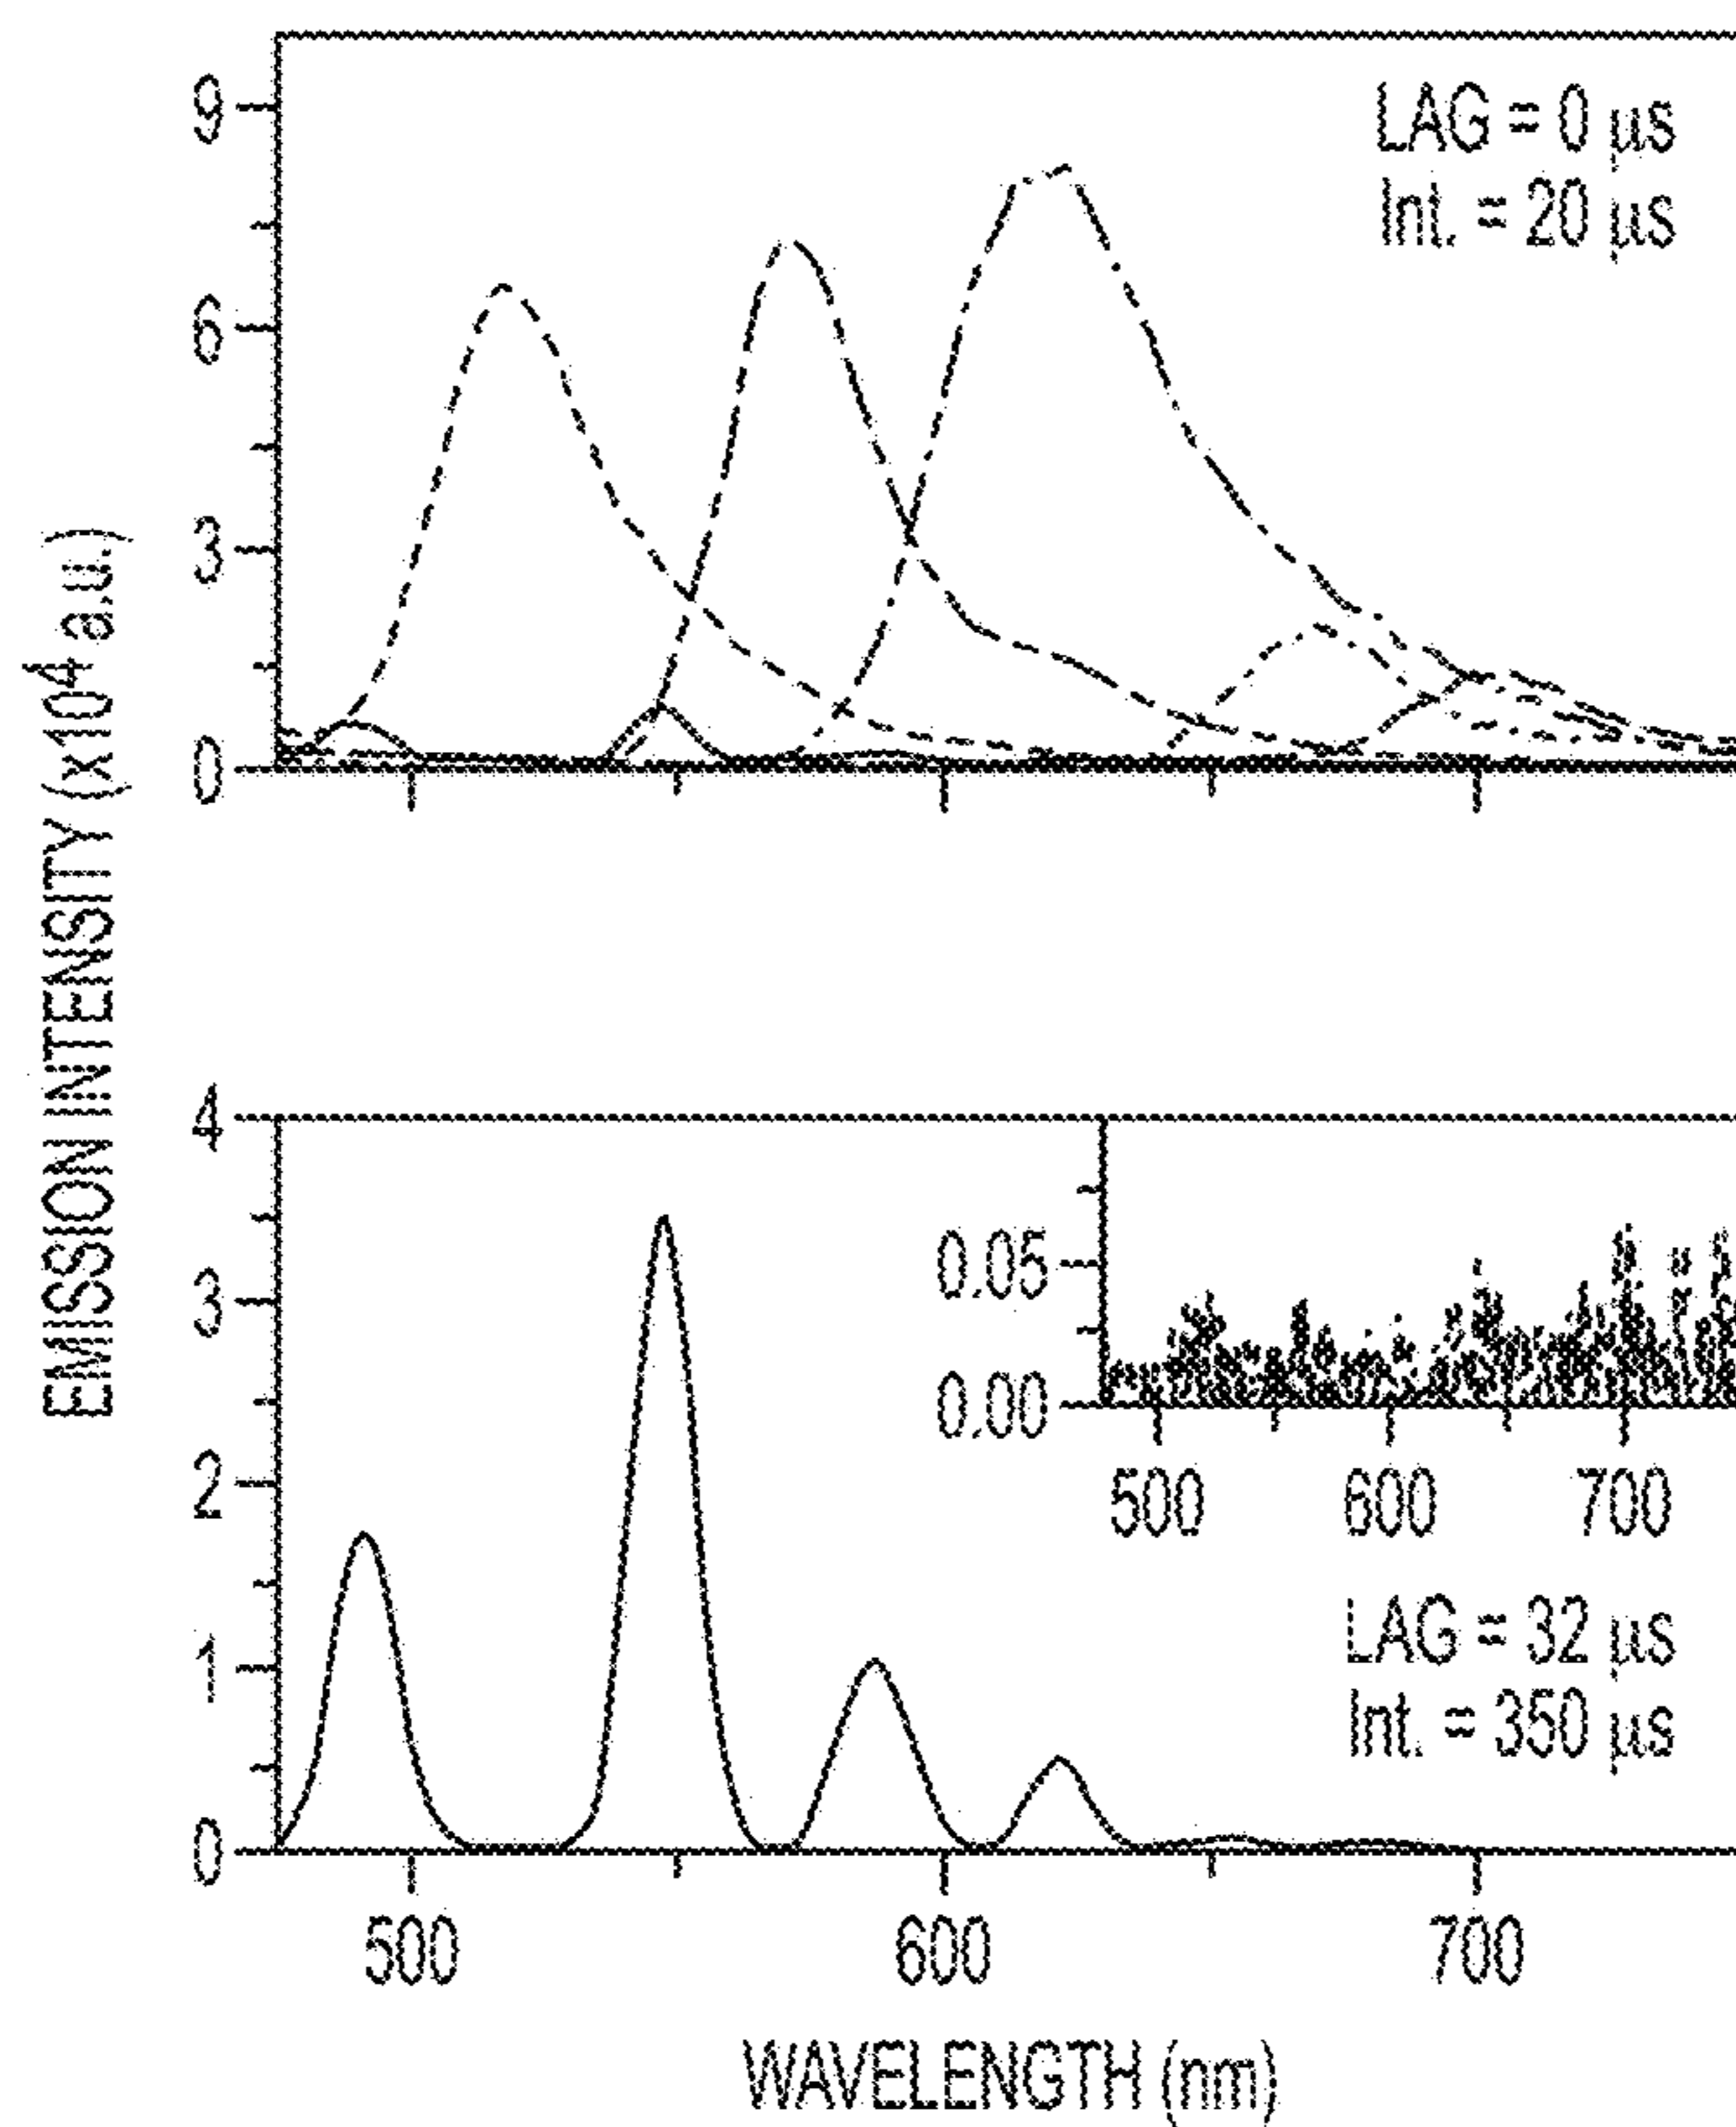 EMISSION INTENSITY (x10⁴ a.u.)
9
6
3
0
LAG = 0 µs
Int. = 20 µs
4
3
2
1
0
0.05
0.00
500 600 700
LAG = 32 µs
Int. = 350 µs
500 600 700
WAVELENGTH (nm)